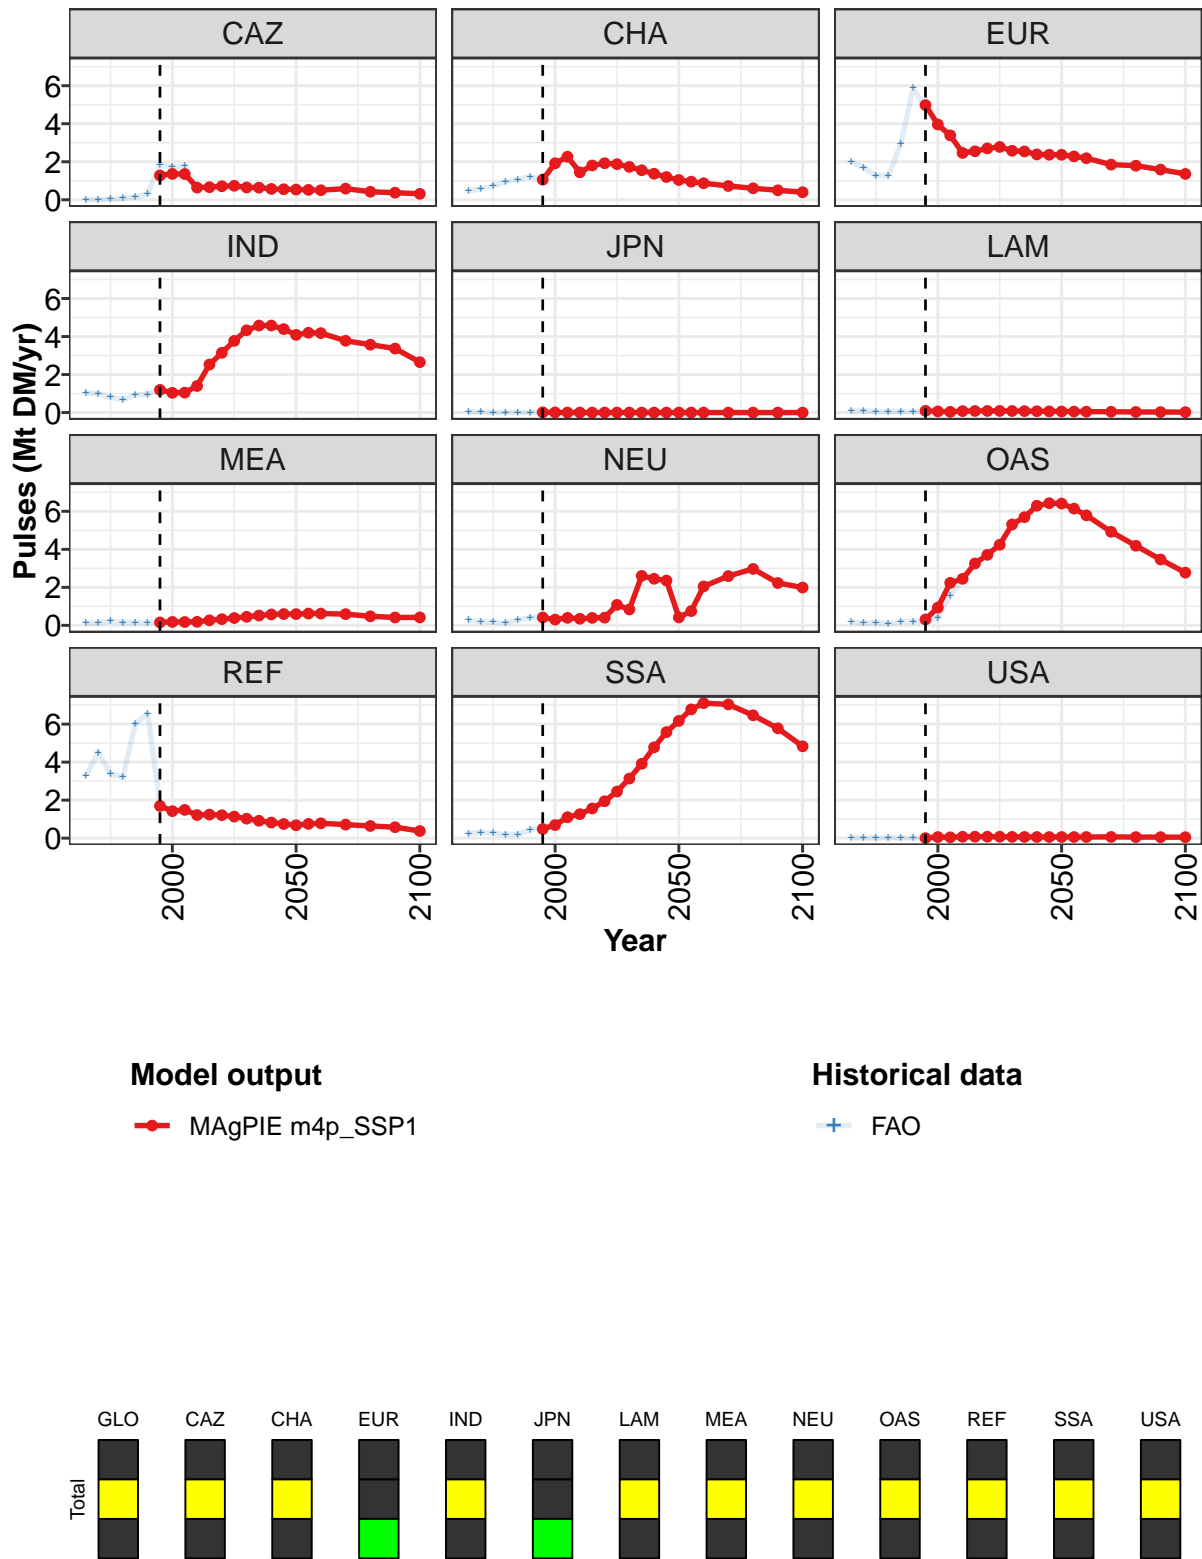 CAZ CHA EUR
6
4
2
0
IND JPN LAM
6
4
2
0
MEA NEU OAS
6
4
2
0
REF SSA USA
6
4
2
0
Pulses (Mt DM/yr)
2000 2050 2100 2000 2050 2100 2000 2050 2100
Year
Model output Historical data
MAgPIE m4p_SSP1 FAO
GLO CAZ CHA EUR IND JPN LAM MEA NEU OAS REF SSA USA
Total